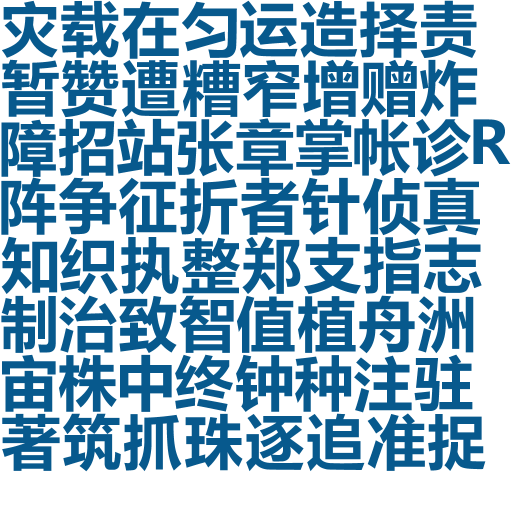 灾载在匀运造择责
暂赞遭糟窄增赠炸
障招站张章掌帐诊R
阵争征折者针侦真
知织执整郑支指志
制治致智值植舟洲
宙株中终钟种注驻
著筑抓珠逐追准捉